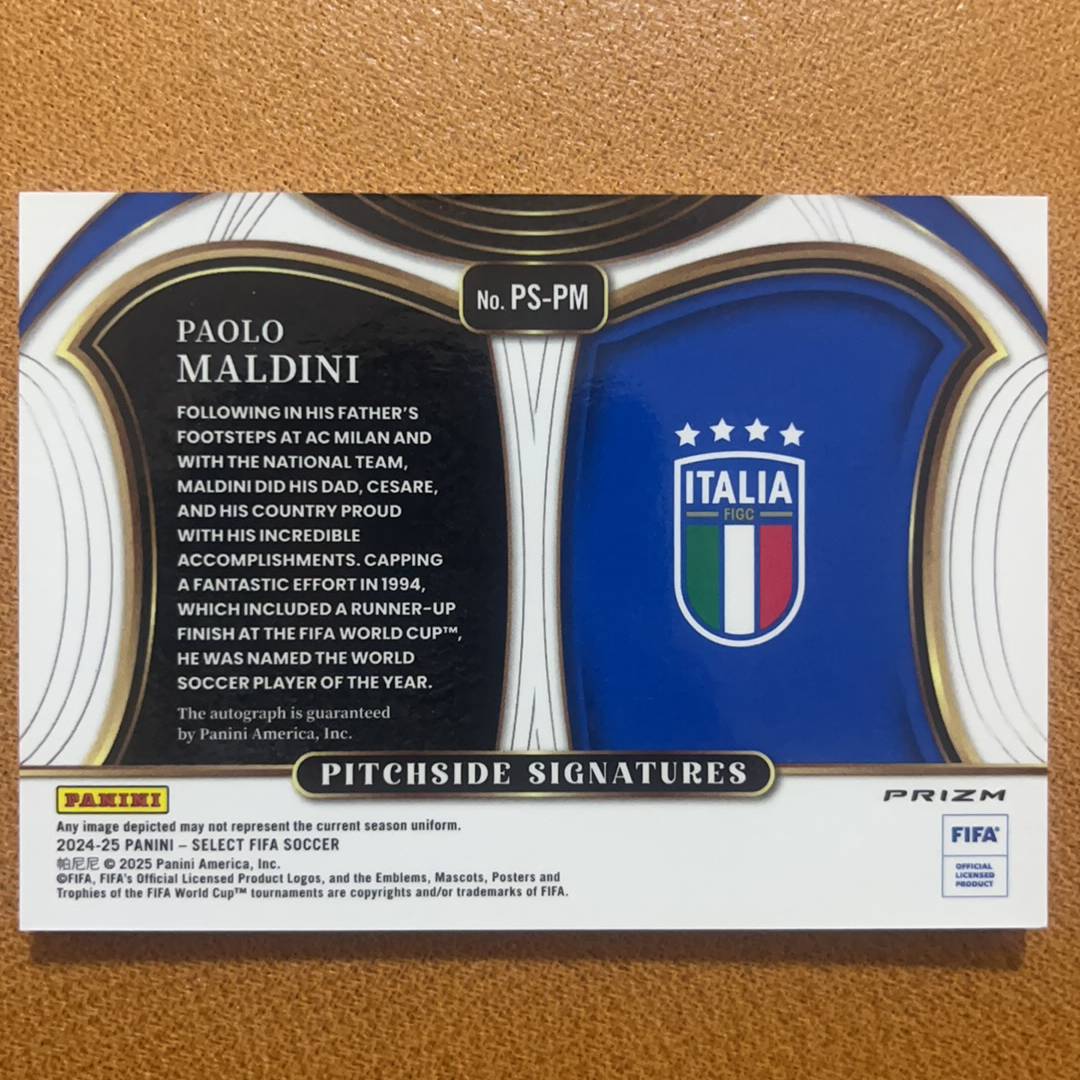 No. PS-PM
PAOLO
MALDINI
FOLLOWING IN HIS FATHER'S
FOOTSTEPS AT AC MILAN AND
WITH THE NATIONAL TEAM,
MALDINI DID HIS DAD, CESARE,
AND HIS COUNTRY PROUD
WITH HIS INCREDIBLE
ACCOMPLISHMENTS. CAPPING
A FANTASTIC EFFORT IN 1994,
WHICH INCLUDED A RUNNER-UP
FINISH AT THE FIFA WORLD CUP™,
HE WAS NAMED THE WORLD
SOCCER PLAYER OF THE YEAR.
The autograph is guaranteed
by Panini America, Inc.
ITALIA
FIGC
PITCHSIDE SIGNATURES
PANINI
PRIZM
Any image depicted may not represent the current season uniform.
2024-25 PANINI – SELECT FIFA SOCCER
帕尼尼 © 2025 Panini America, Inc.
©FIFA, FIFA's Official Licensed Product Logos, and the Emblems, Mascots, Posters and
Trophies of the FIFA World Cup™ tournaments are copyrights and/or trademarks of FIFA.
FIFA®
OFFICIAL
LICENSED
PRODUCT